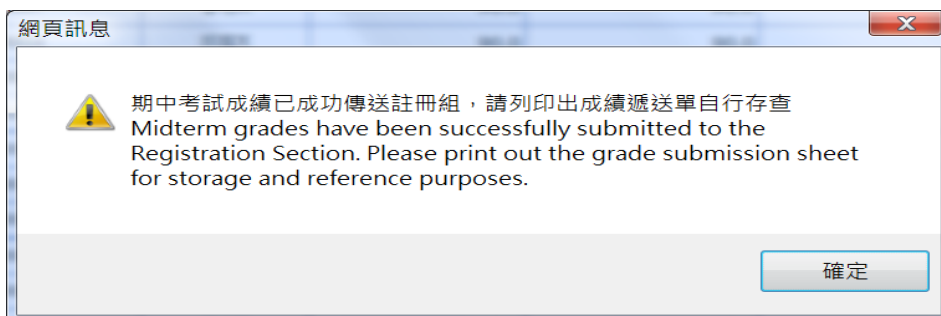 網頁訊息
期中考試成績已成功傳送註冊組，請列印出成績遞送單自行存查
Midterm grades have been successfully submitted to the
Registration Section. Please print out the grade submission sheet
for storage and reference purposes.
確定